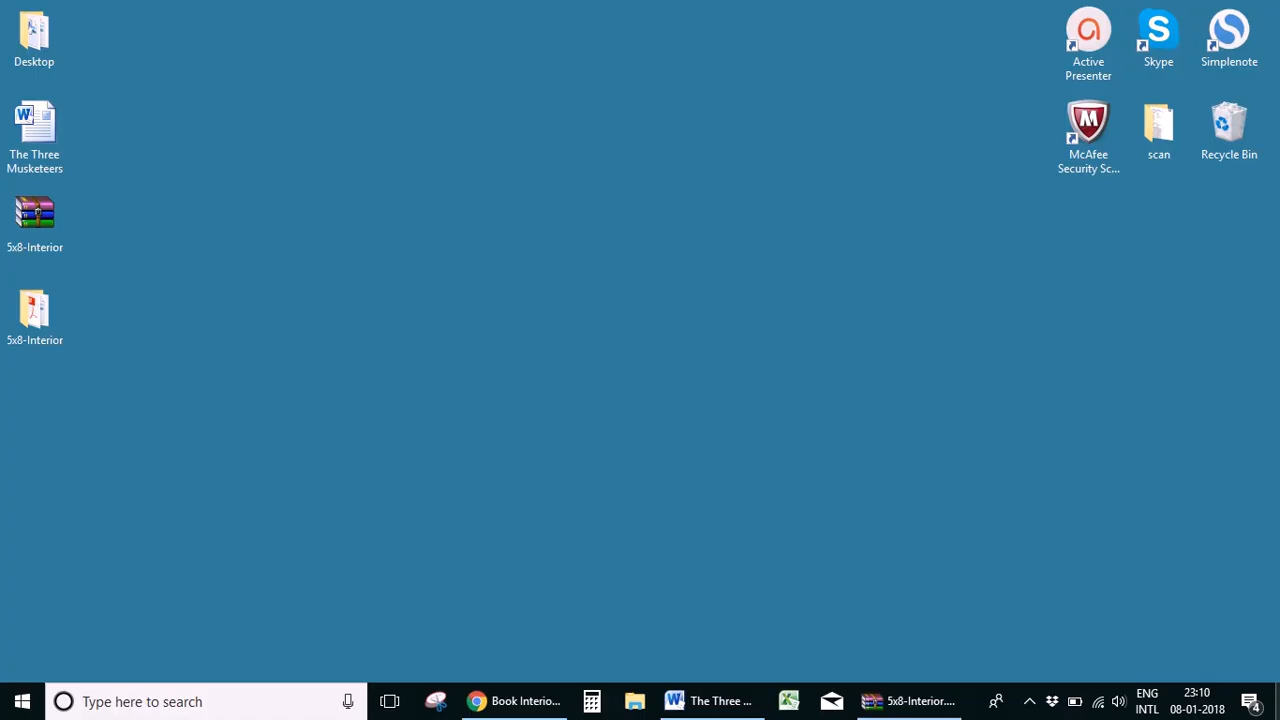 Desktop
The Three
Musketeers
5x8-Interior
5x8-Interior
Active
Presenter
Skype
Simplenote
McAfee
Security Sc...
scan
Recycle Bin
Type here to search
Book Interio...
The Three ...
5x8-Interior....
ENG
INTL
23:10
08-01-2018
4